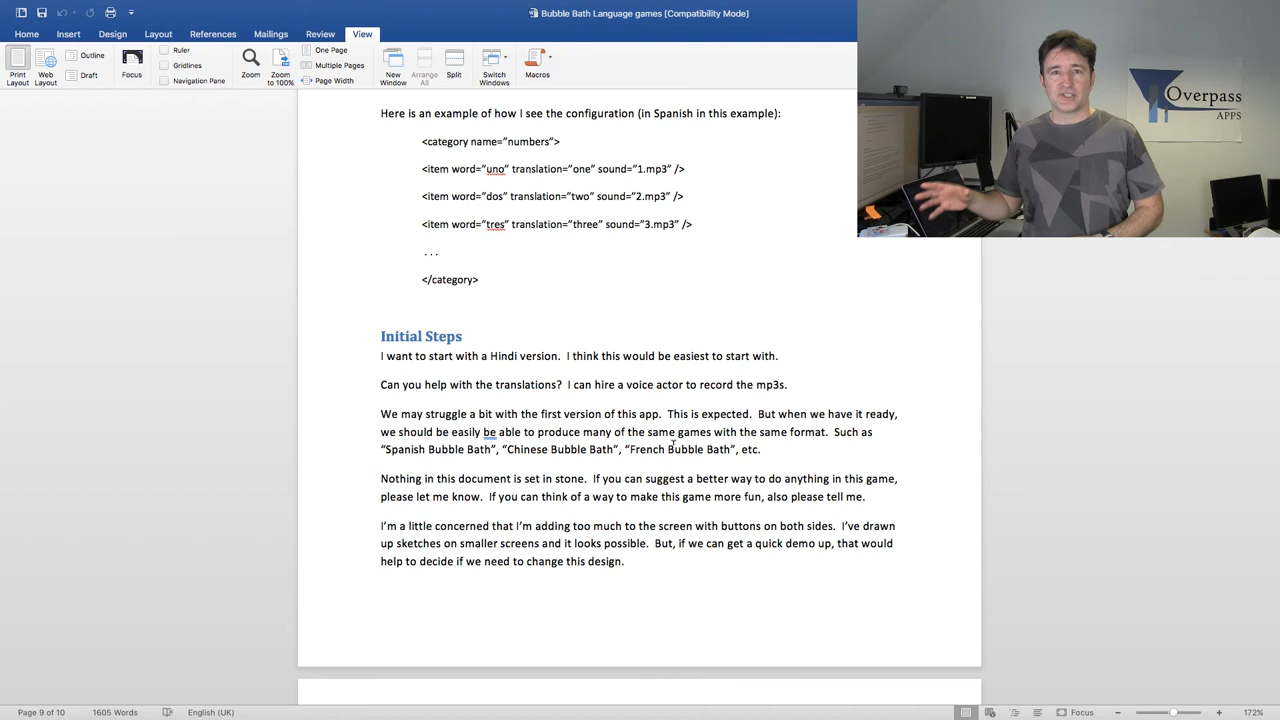 Bubble Bath Language games [Compatibility Mode]
Home Insert Design Layout References Mailings Review View
Print Layout
Web Layout
Outline
Draft
Focus
Ruler
Gridlines
Navigation Pane
Zoom
Zoom to 100%
One Page
Multiple Pages
Page Width
New Window
Arrange All
Split
Switch Windows
Macros
Overpass
APPS
Here is an example of how I see the configuration (in Spanish in this example):
<category name="numbers">
<item word="uno" translation="one" sound="1.mp3" />
<item word="dos" translation="two" sound="2.mp3" />
<item word="tres" translation="three" sound="3.mp3" />
...
</category>
Initial Steps
I want to start with a Hindi version.  I think this would be easiest to start with.
Can you help with the translations?  I can hire a voice actor to record the mp3s.
We may struggle a bit with the first version of this app.  This is expected.  But when we have it ready,
we should be easily be able to produce many of the same games with the same format.  Such as
“Spanish Bubble Bath”, “Chinese Bubble Bath”, “French Bubble Bath”, etc.
Nothing in this document is set in stone.  If you can suggest a better way to do anything in this game,
please let me know.  If you can think of a way to make this game more fun, also please tell me.
I’m a little concerned that I’m adding too much to the screen with buttons on both sides.  I’ve drawn
up sketches on smaller screens and it looks possible.  But, if we can get a quick demo up, that would
help to decide if we need to change this design.
Page 9 of 10 1605 Words English (UK) Focus 172%